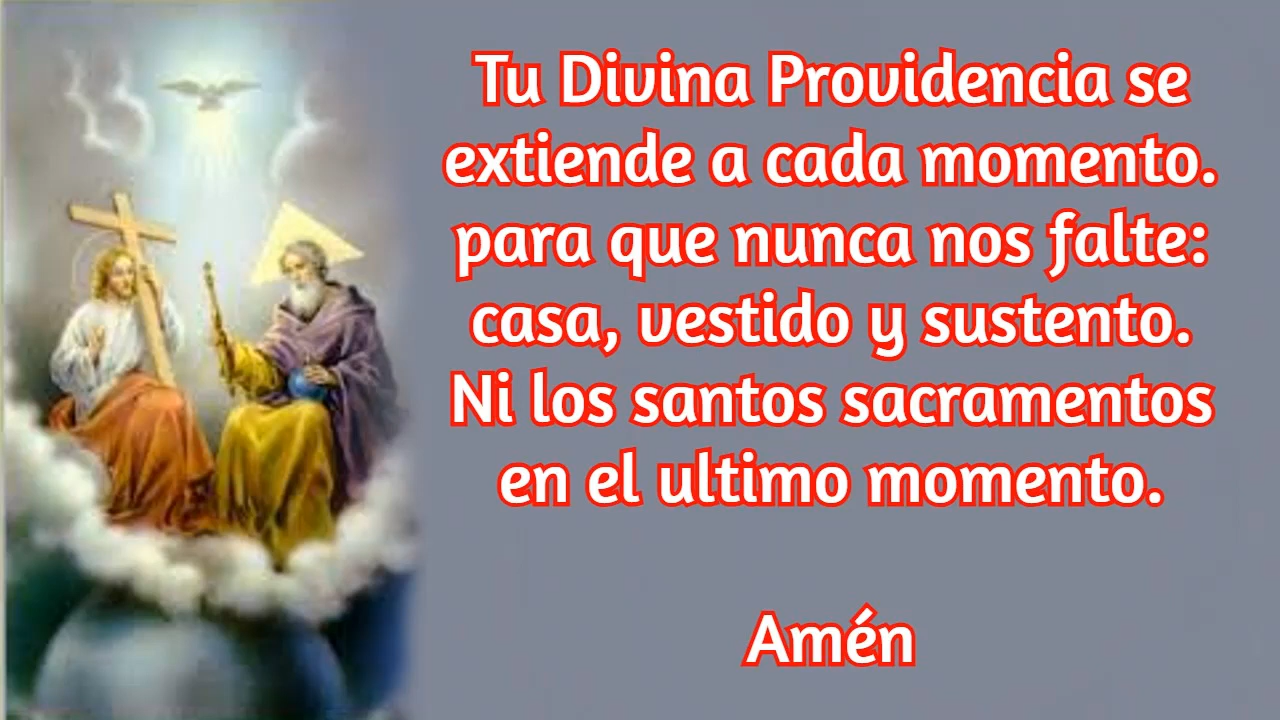 Tu Divina Providencia se
extiende a cada momento.
para que nunca nos falte:
casa, vestido y sustento.
Ni los santos sacramentos
en el ultimo momento.
Amén